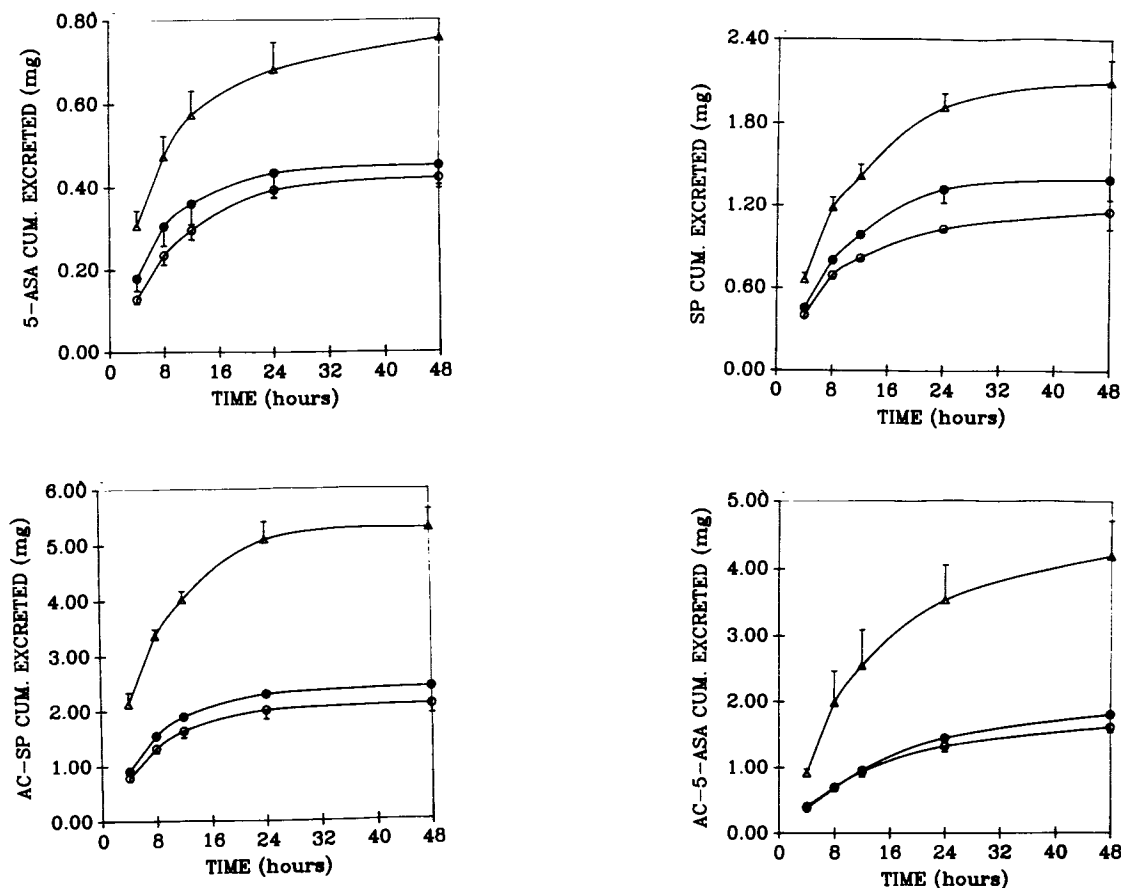 5-ASA CUM. EXCRETED (mg)
0.80
0.60
0.40
0.20
0.00
0 8 16 24 32 40 48
TIME (hours)
SP CUM. EXCRETED (mg)
2.40
1.80
1.20
0.60
0.00
0 8 16 24 32 40 48
TIME (hours)
AC-SP CUM. EXCRETED (mg)
6.00
5.00
4.00
3.00
2.00
1.00
0.00
0 8 16 24 32 40 48
TIME (hours)
AC-5-ASA CUM. EXCRETED (mg)
5.00
4.00
3.00
2.00
1.00
0.00
0 8 16 24 32 40 48
TIME (hours)